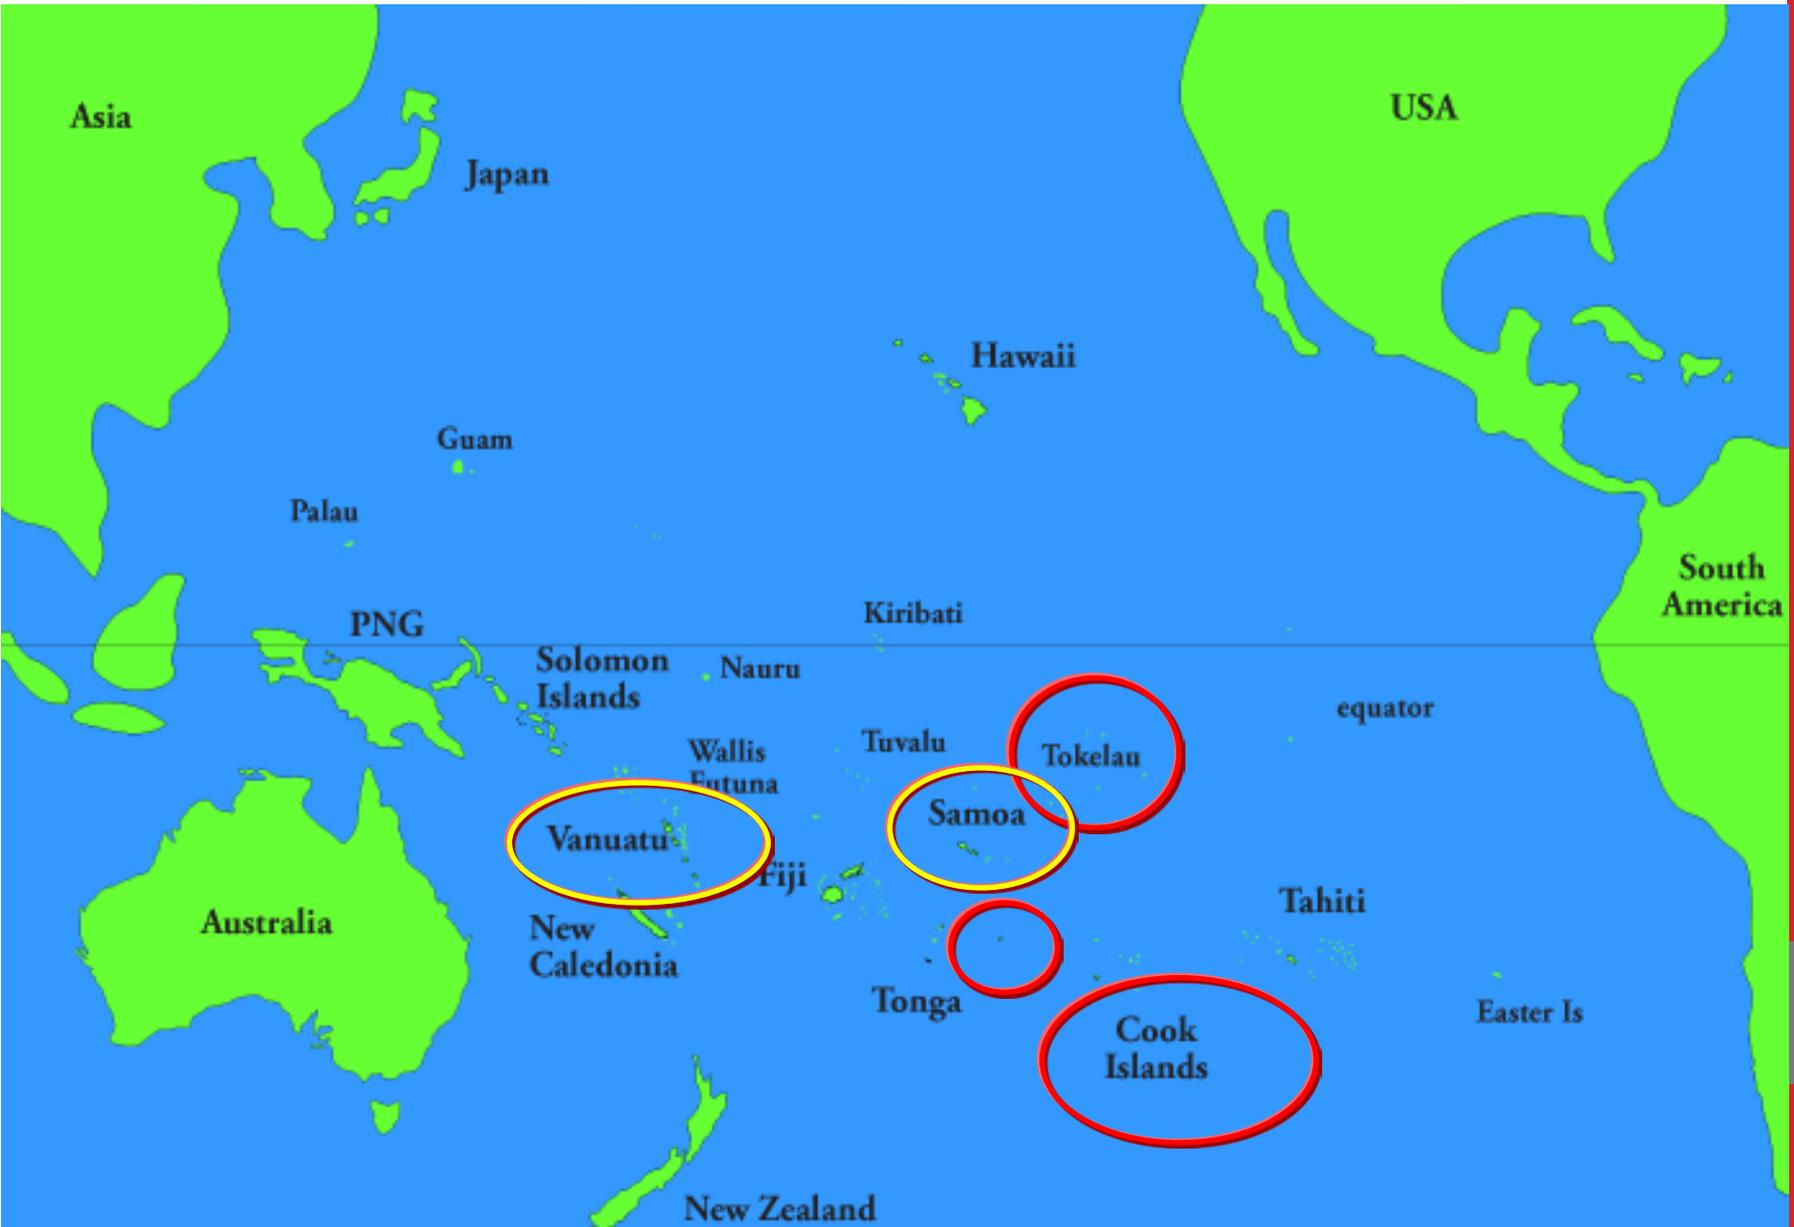 Asia
USA
Japan
Hawaii
Guam
Palau
South
America
PNG
Kiribati
Solomon
Islands
Nauru
equator
Wallis
Futuna
Tuvalu
Tokelau
Samoa
Vanuatu
Fiji
Tahiti
Australia
New
Caledonia
Tonga
Easter Is
Cook
Islands
New Zealand